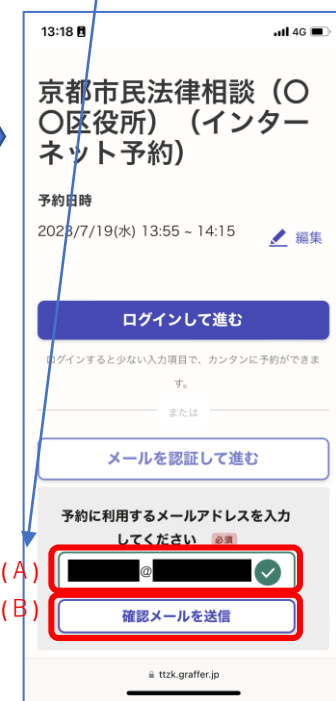 13:18 4G
京都市民法律相談（〇
〇区役所）（インター
ネット予約）
予約日時
2023/7/19(水) 13:55 ~ 14:15 編集
ログインして進む
ログインすると少ない入力項目で、カンタンに予約ができま
す。
または
メールを認証して進む
予約に利用するメールアドレスを入力
してください 必須
(A) @
(B) 確認メールを送信
ttzk.graffer.jp